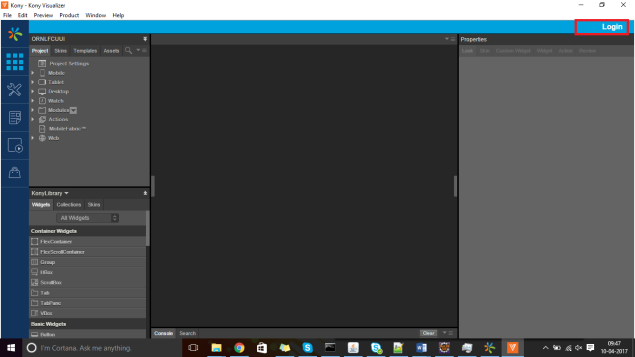 Kony - Kony Visualizer
File Edit Preview Product Window Help
Login
ORNLFCUUI
Properties
Project Skins Templates Assets
Look Skin Container Widget Widget Action Review
Project Settings
Mobile
Tablet
Desktop
Watch
Modules
Actions
MobileFabric™
Web
KonyLibrary
Widgets Collections Skins
All Widgets
Container Widgets
FlexContainer
FlexScrollContainer
Group
HBox
ScrollBox
Tab
TabPane
VBox
Basic Widgets
Button
Console Search
Clear
I'm Cortana. Ask me anything.
09:47
10-04-2017